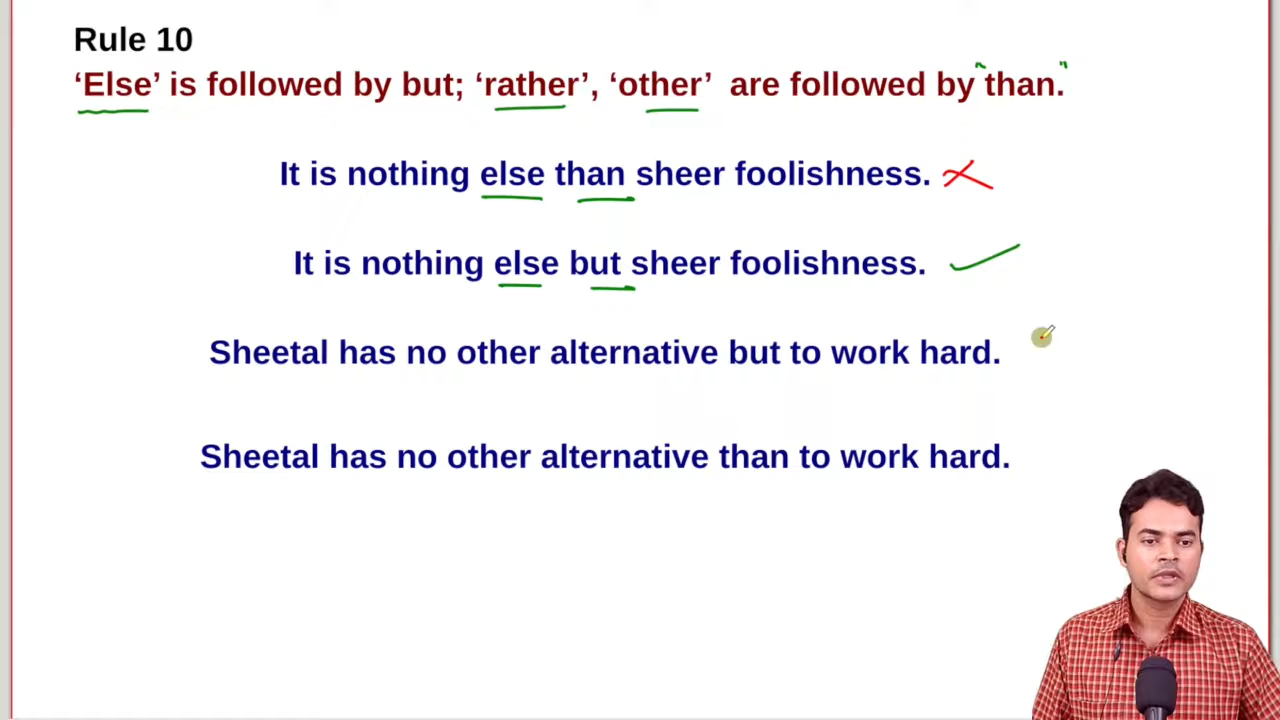 Rule 10
‘Else’ is followed by but; ‘rather’, ‘other’ are followed by "than."
It is nothing else than sheer foolishness.
It is nothing else but sheer foolishness.
Sheetal has no other alternative but to work hard.
Sheetal has no other alternative than to work hard.